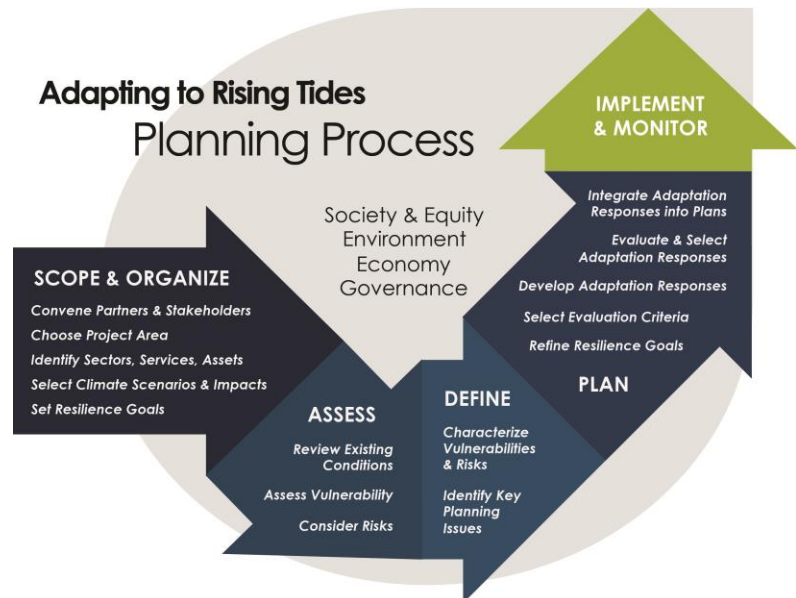 Adapting to Rising Tides
Planning Process
Society & Equity
Environment
Economy
Governance
SCOPE & ORGANIZE
Convene Partners & Stakeholders
Choose Project Area
Identify Sectors, Services, Assets
Select Climate Scenarios & Impacts
Set Resilience Goals
ASSESS
Review Existing
Conditions
Assess Vulnerability
Consider Risks
DEFINE
Characterize
Vulnerabilities
& Risks
Identify Key
Planning
Issues
IMPLEMENT
& MONITOR
Integrate Adaptation
Responses into Plans
Evaluate & Select
Adaptation Responses
Develop Adaptation Responses
Select Evaluation Criteria
Refine Resilience Goals
PLAN